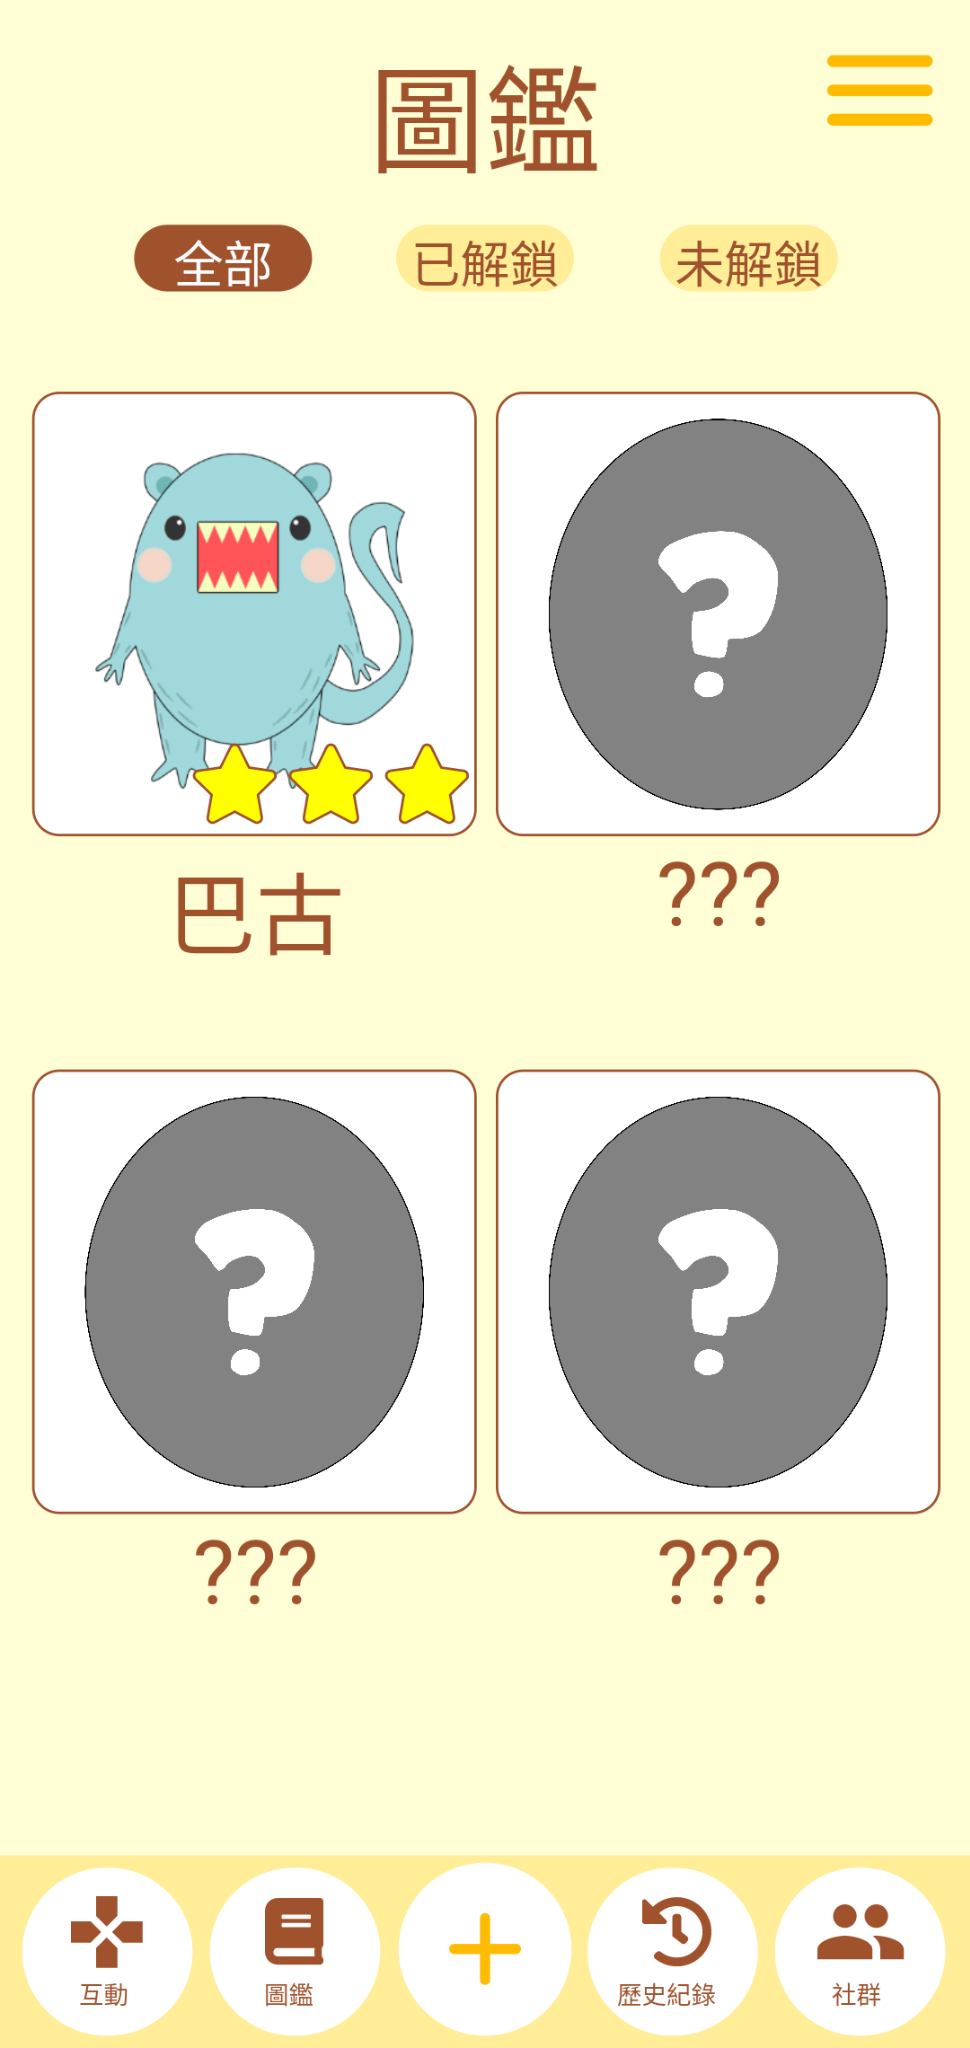 圖鑑
全部 已解鎖 未解鎖
?
巴古 ???
? ?
??? ???
互動 圖鑑 歷史紀錄 社群